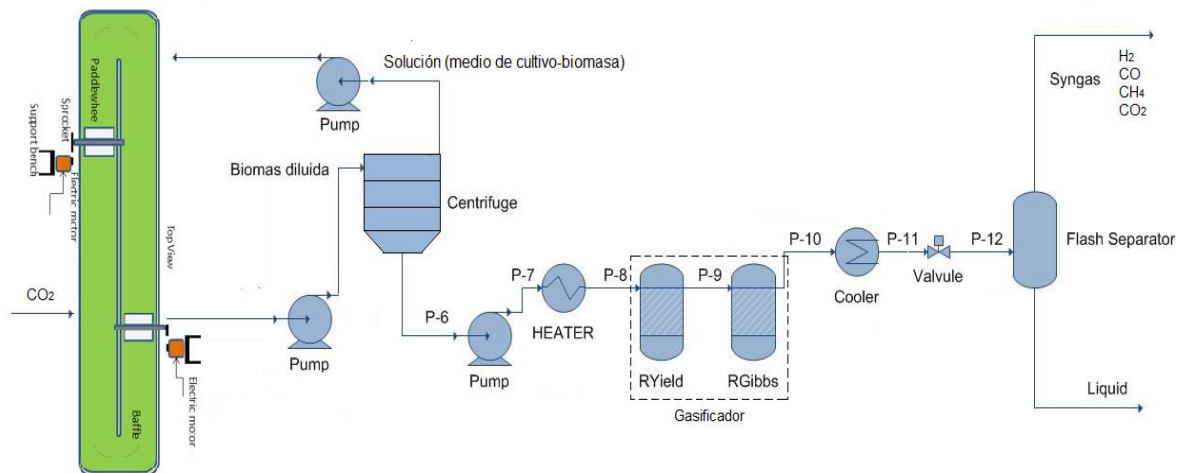 Paddlewhee
Sprocket
Support bench
Electric motor
Top View
CO₂
Electric motor
Baffle
Pump
Solución (medio de cultivo-biomasa)
Biomas diluida
Centrifuge
Pump
P-6
P-7
Pump
HEATER
P-8
P-9
RYield
RGibbs
Gasificador
P-10
Cooler
P-11
Valvule
P-12
Flash Separator
Syngas
H₂
CO
CH₄
CO₂
Liquid